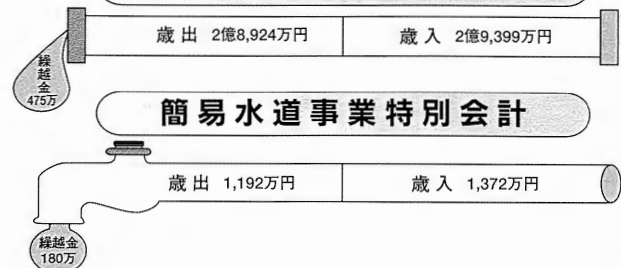 歳出 2億8,924万円
歳入 2億9,399万円
繰越金
475万
簡易水道事業特別会計
歳出 1,192万円
歳入 1,372万円
繰越金
180万